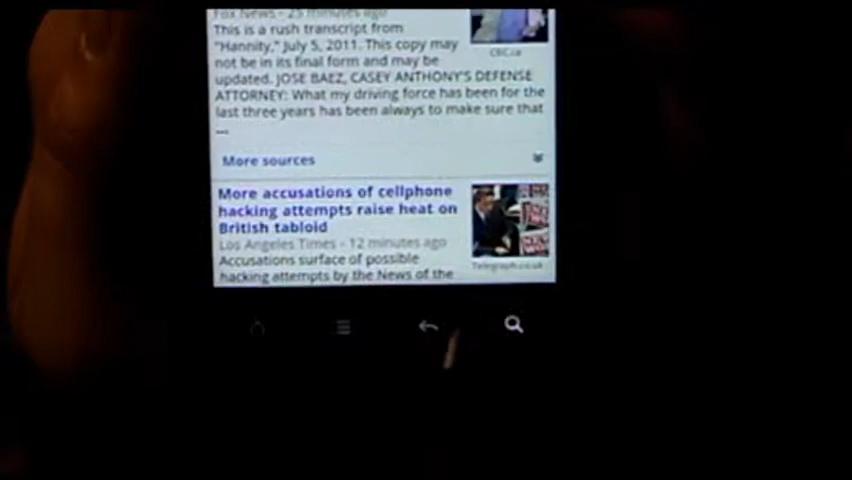 Fox News - 25 minutes ago
This is a rush transcript from
"Hannity," July 5, 2011. This copy may
not be in its final form and may be
updated. JOSE BAEZ, CASEY ANTHONY'S DEFENSE
ATTORNEY: What my driving force has been for the
last three years has been always to make sure that
...
CBC.ca
More sources
More accusations of cellphone
hacking attempts raise heat on
British tabloid
Los Angeles Times - 12 minutes ago
Accusations surface of possible
hacking attempts by the News of the
Telegraph.co.uk